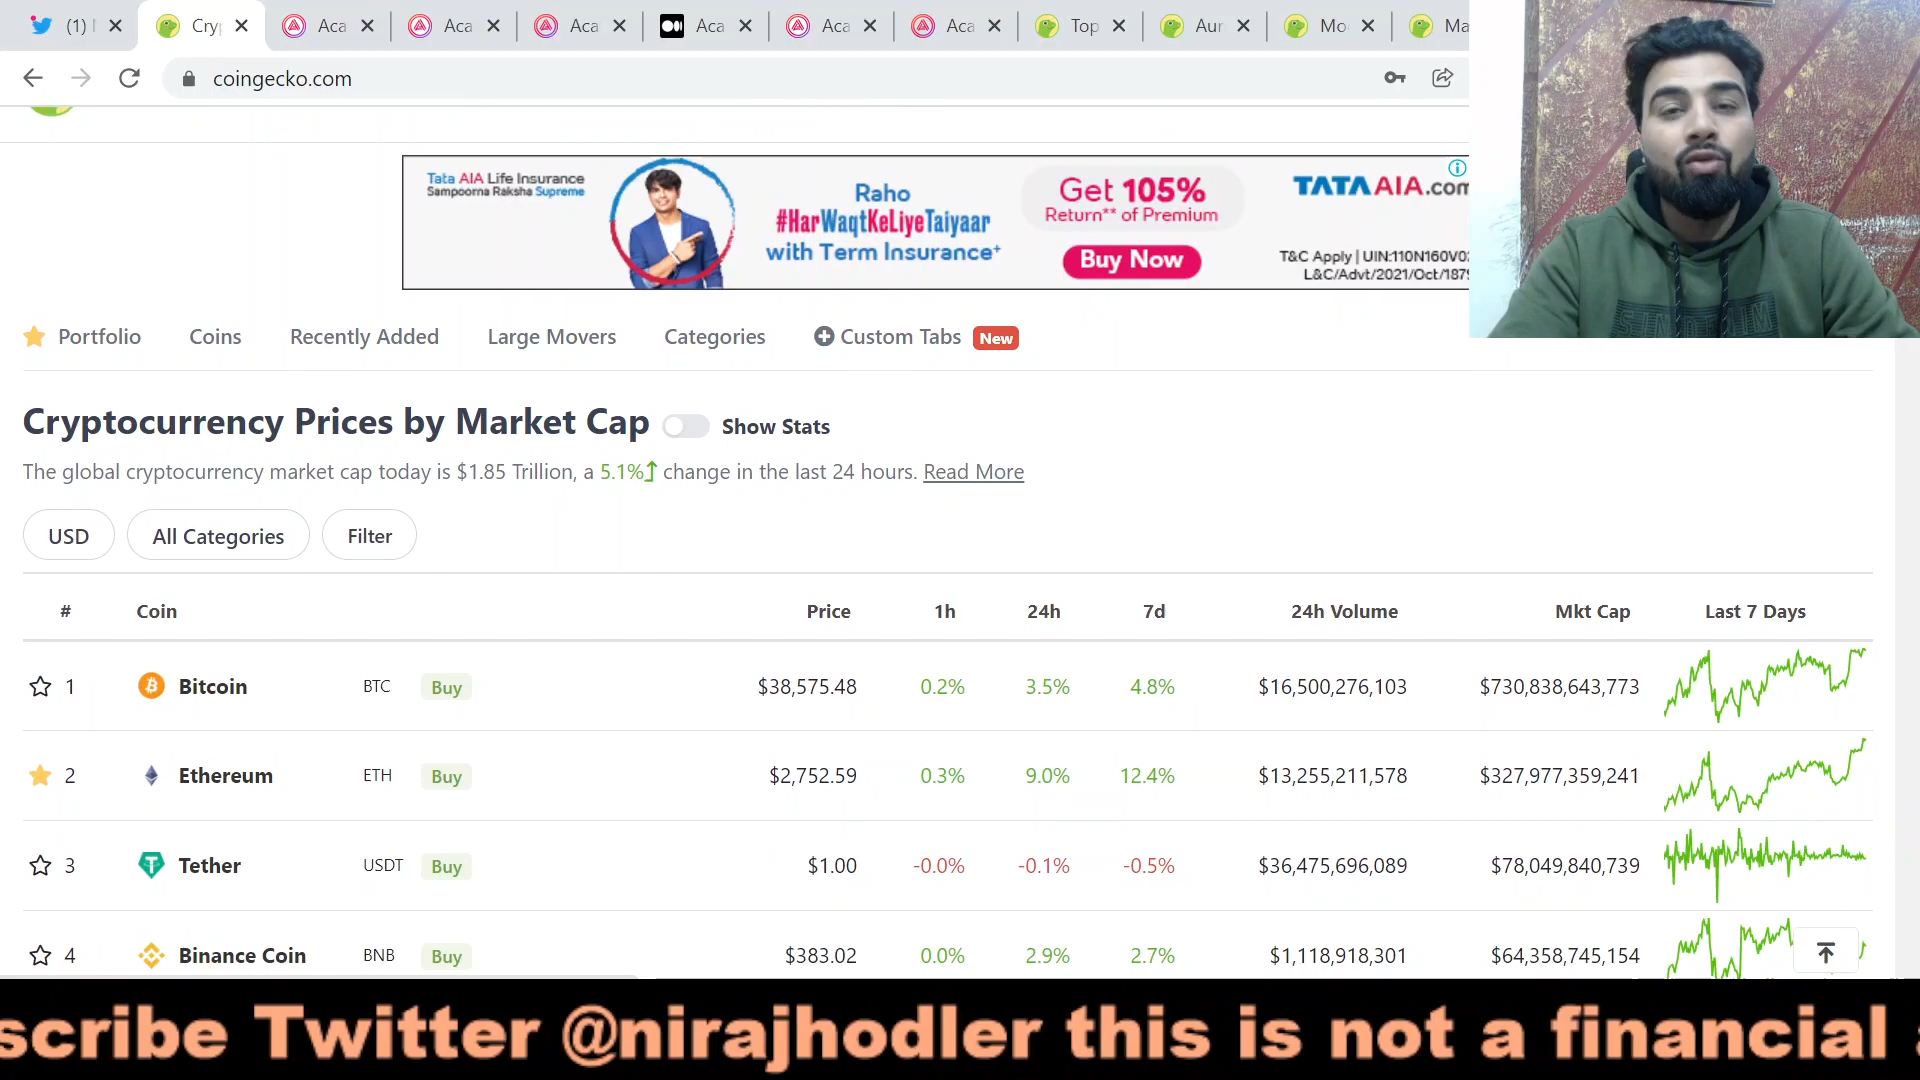 (1)
Cry
Aca
Aca
Aca
Aca
Aca
Aca
Top
Aur
Mo
Ma
coingecko.com
Tata AIA Life Insurance
Sampoorna Raksha Supreme
Raho
#HarWaqtKeLiyeTaiyaar
with Term Insurance+
Get 105%
Return** of Premium
Buy Now
TATA AIA.com
T&C Apply | UIN:110N160V0
L&C/Advt/2021/Oct/1879
Portfolio Coins Recently Added Large Movers Categories Custom Tabs New
Cryptocurrency Prices by Market Cap Show Stats
The global cryptocurrency market cap today is $1.85 Trillion, a 5.1% change in the last 24 hours. Read More
USD All Categories Filter
# Coin Price 1h 24h 7d 24h Volume Mkt Cap Last 7 Days
1 Bitcoin BTC Buy $38,575.48 0.2% 3.5% 4.8% $16,500,276,103 $730,838,643,773
2 Ethereum ETH Buy $2,752.59 0.3% 9.0% 12.4% $13,255,211,578 $327,977,359,241
3 Tether USDT Buy $1.00 -0.0% -0.1% -0.5% $36,475,696,089 $78,049,840,739
4 Binance Coin BNB Buy $383.02 0.0% 2.9% 2.7% $1,118,918,301 $64,358,745,154
scribe Twitter @nirajhodler this is not a financial